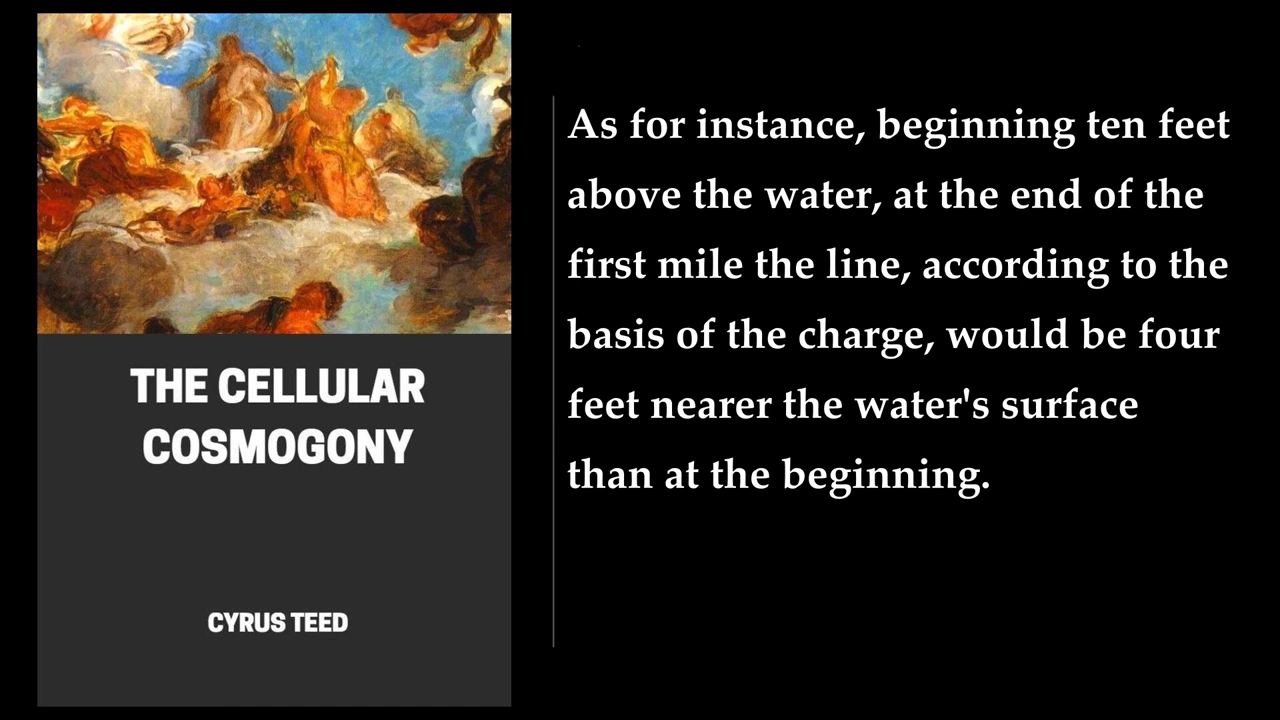 THE CELLULAR
COSMOGONY
CYRUS TEED
As for instance, beginning ten feet
above the water, at the end of the
first mile the line, according to the
basis of the charge, would be four
feet nearer the water's surface
than at the beginning.